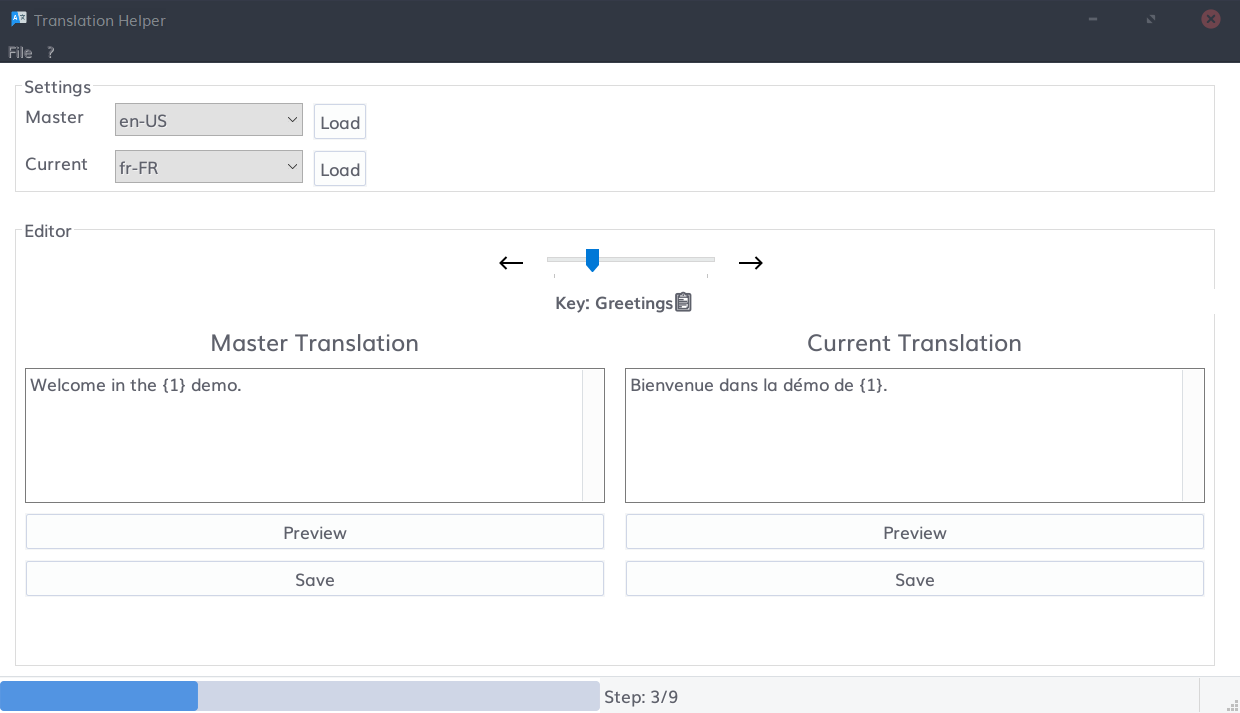 Translation Helper
File ?
Settings
Master en-US Load
Current fr-FR Load
Editor
Key: Greetings
Master Translation Current Translation
Welcome in the {1} demo. Bienvenue dans la démo de {1}.
Preview Preview
Save Save
Step: 3/9